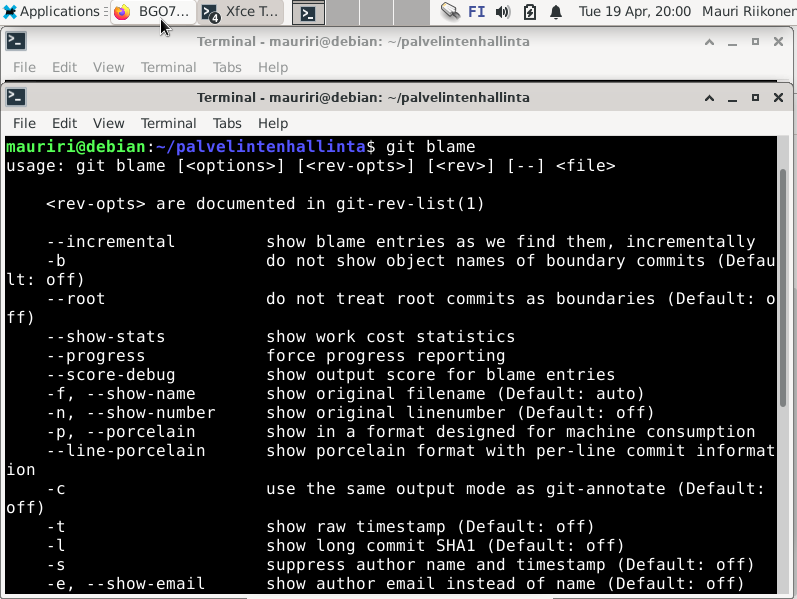 Applications BGO7... 4 Xfce T... FI Tue 19 Apr, 20:00 Mauri Riikonen
Terminal - mauriri@debian: ~/palvelintenhallinta
File Edit View Terminal Tabs Help
Terminal - mauriri@debian: ~/palvelintenhallinta
File Edit View Terminal Tabs Help
mauriri@debian:~/palvelintenhallinta$ git blame
usage: git blame [<options>] [<rev-opts>] [<rev>] [--] <file>
<rev-opts> are documented in git-rev-list(1)
--incremental show blame entries as we find them, incrementally
-b do not show object names of boundary commits (Defau
lt: off)
--root do not treat root commits as boundaries (Default: o
ff)
--show-stats show work cost statistics
--progress force progress reporting
--score-debug show output score for blame entries
-f, --show-name show original filename (Default: auto)
-n, --show-number show original linenumber (Default: off)
-p, --porcelain show in a format designed for machine consumption
--line-porcelain show porcelain format with per-line commit informat
ion
-c use the same output mode as git-annotate (Default:
off)
-t show raw timestamp (Default: off)
-l show long commit SHA1 (Default: off)
-s suppress author name and timestamp (Default: off)
-e, --show-email show author email instead of name (Default: off)